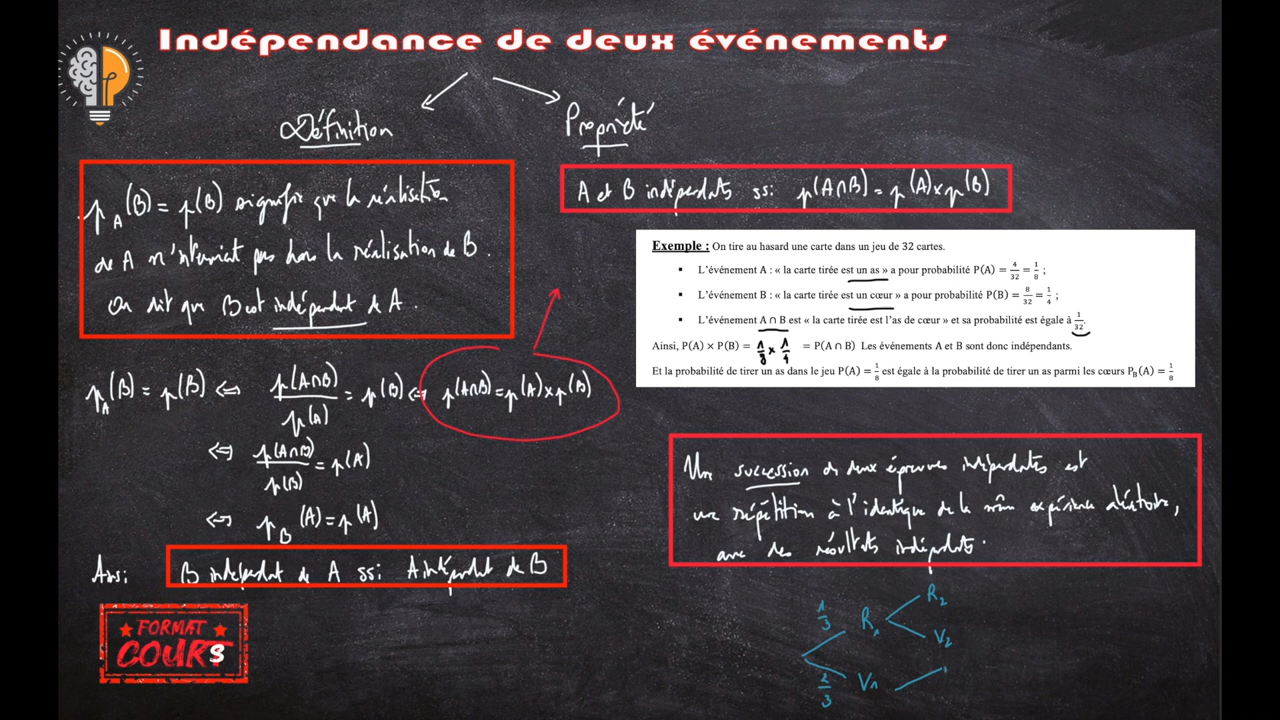 Indépendance de deux événements
Définition
p_A(B) = p(B) signifie que la réalisation
de A n'intervient pas dans la réalisation de B.
On dit que B est indépendant de A.
p_A(B) = p(B) ⇔ p(A∩B)/p(A) = p(B) ⇔ p(A∩B) = p(A)×p(B)
⇔ p(A∩B)/p(B) = p(A)
⇔ p_B(A) = p(A)
Ainsi B indépendant de A ssi A indépendant de B
FORMAT
COURS
Propriété
A et B indépendants ssi p(A∩B) = p(A)×p(B)
Exemple : On tire au hasard une carte dans un jeu de 32 cartes.
▪ L'événement A : « la carte tirée est un as » a pour probabilité P(A) = 4/32 = 1/8 ;
▪ L'événement B : « la carte tirée est un cœur » a pour probabilité P(B) = 8/32 = 1/4 ;
▪ L'événement A ∩ B est « la carte tirée est l'as de cœur » et sa probabilité est égale à 1/32.
Ainsi, P(A) × P(B) = 1/8 × 1/4 = P(A ∩ B) Les événements A et B sont donc indépendants.
Et la probabilité de tirer un as dans le jeu P(A) = 1/8 est égale à la probabilité de tirer un as parmi les cœurs P_B(A) = 1/8
Une succession de deux épreuves indépendantes est
une répétition à l'identique de la même expérience aléatoire,
avec des résultats indépendants.
1/3 R₁ R₂
V₂
2/3 V₁